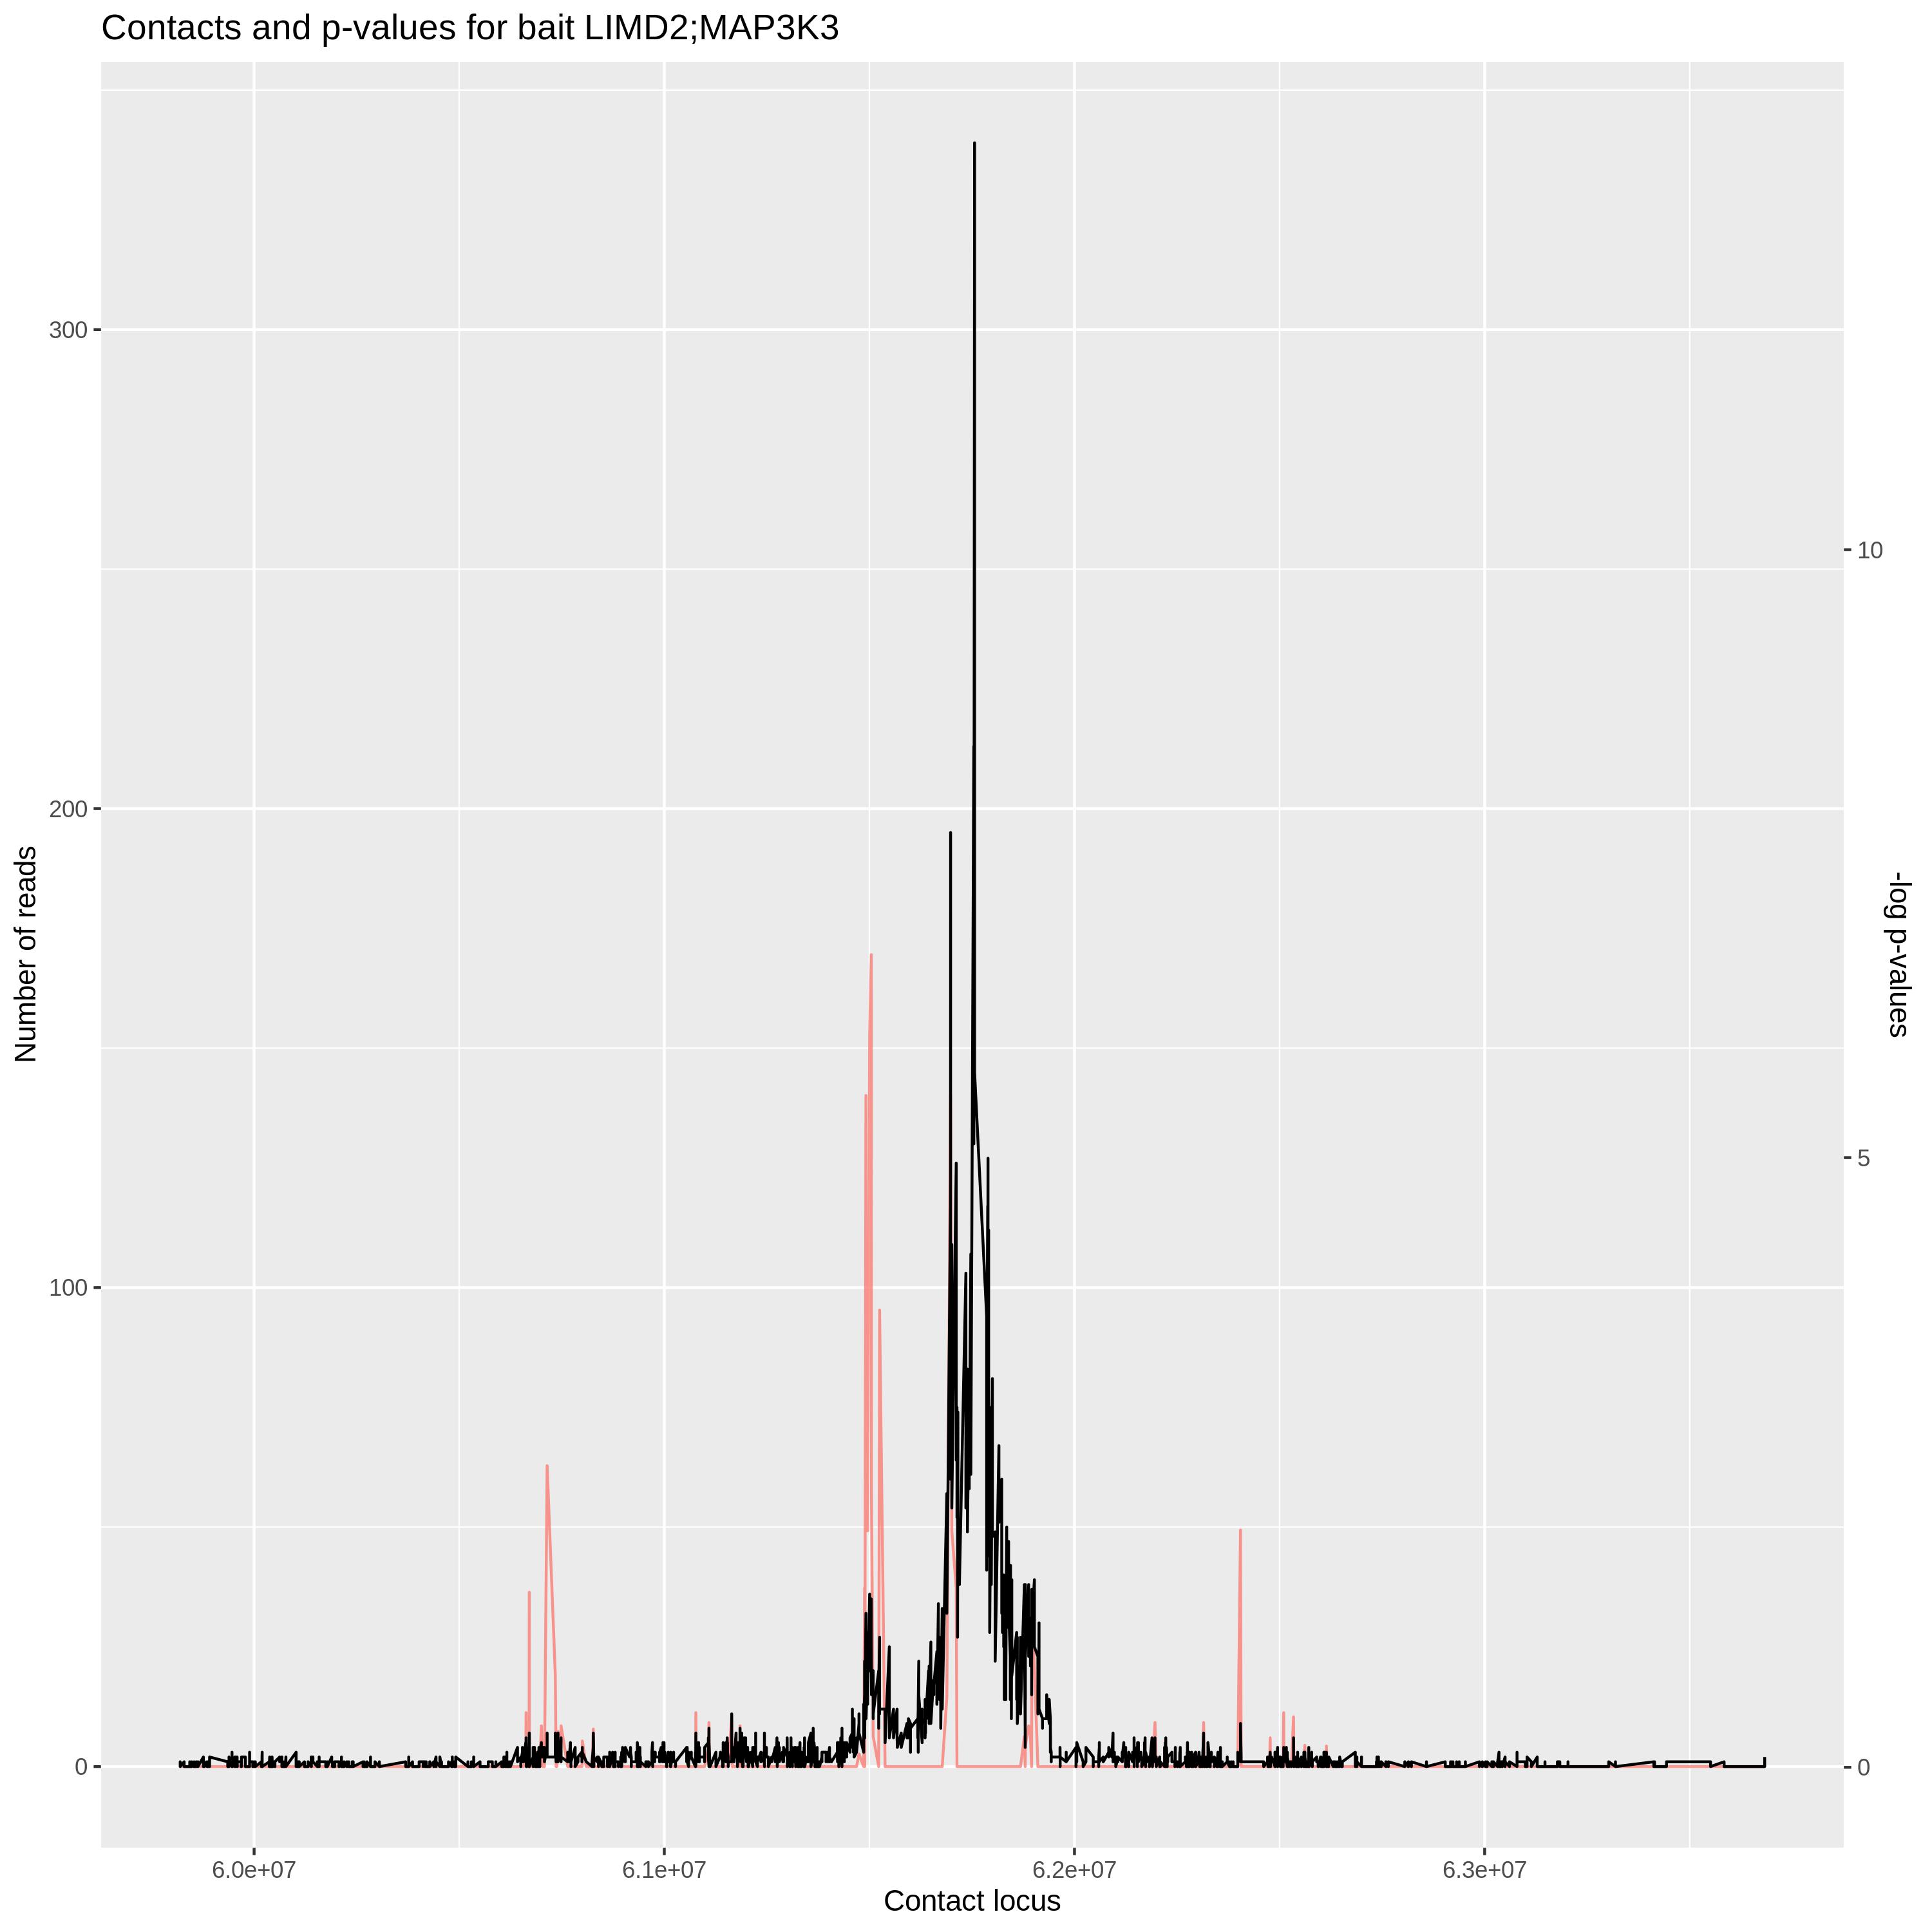 Contacts and p-values for bait LIMD2;MAP3K3
Number of reads
300
200
100
0
10
5
0
-log p-values
6.0e+07
6.1e+07
6.2e+07
6.3e+07
Contact locus